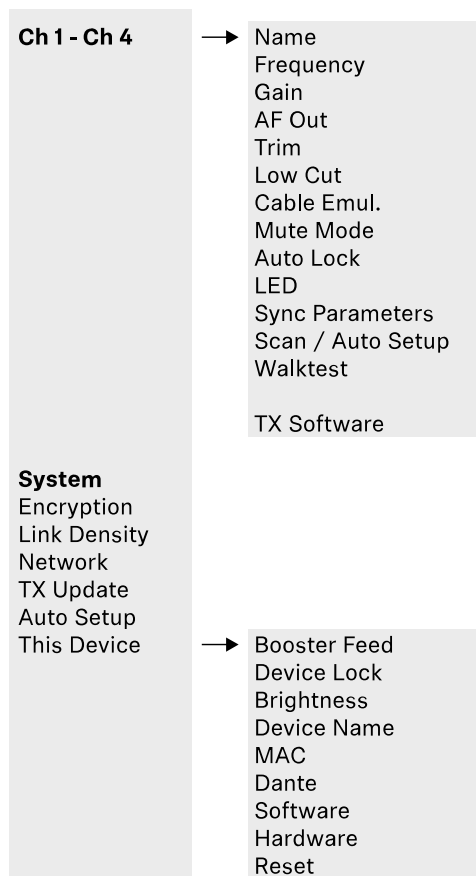 Ch 1 - Ch 4
Name
Frequency
Gain
AF Out
Trim
Low Cut
Cable Emul.
Mute Mode
Auto Lock
LED
Sync Parameters
Scan / Auto Setup
Walktest
TX Software
System
Encryption
Link Density
Network
TX Update
Auto Setup
This Device
Booster Feed
Device Lock
Brightness
Device Name
MAC
Dante
Software
Hardware
Reset